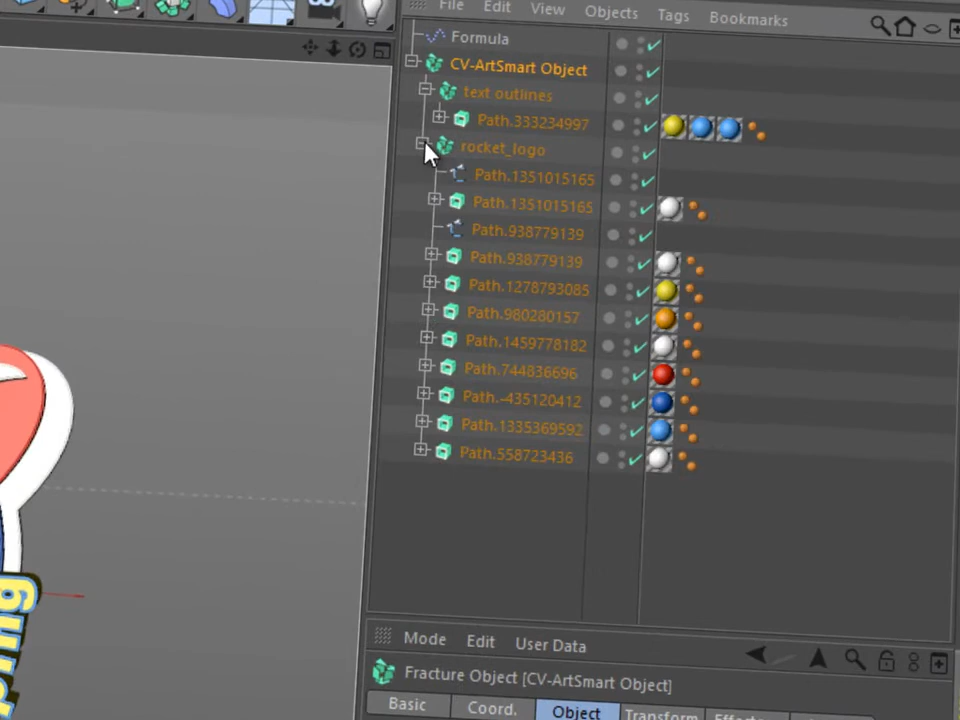 File Edit View Objects Tags Bookmarks
Formula
CV-ArtSmart Object
text outlines
Path.333234997
rocket_logo
Path.1351015165
Path.1351015165
Path.938779139
Path.938779139
Path.1278793085
Path.980280157
Path.1459778182
Path.744836696
Path.-435120412
Path.1335369592
Path.558723436
Mode Edit User Data
Fracture Object [CV-ArtSmart Object]
Basic Coord. Object Transform